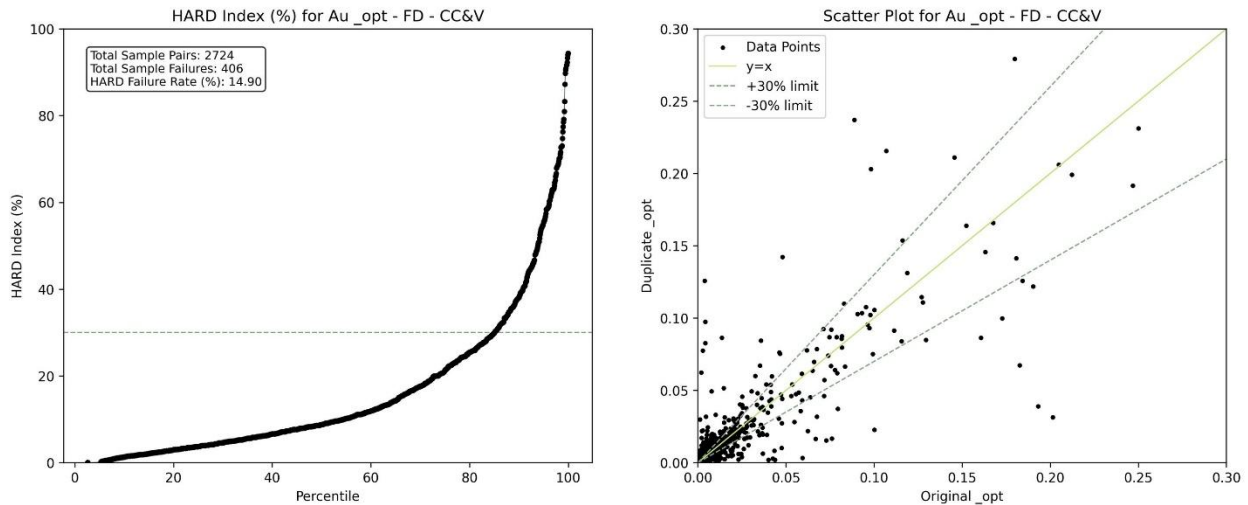 HARD Index (%) for Au _opt - FD - CC&V
Total Sample Pairs: 2724
Total Sample Failures: 406
HARD Failure Rate (%): 14.90
HARD Index (%)
100
80
60
40
20
0
0
20
40
60
80
100
Percentile
Scatter Plot for Au _opt - FD - CC&V
Data Points
y=x
+30% limit
-30% limit
Duplicate _opt
0.30
0.25
0.20
0.15
0.10
0.05
0.00
0.00
0.05
0.10
0.15
0.20
0.25
0.30
Original _opt